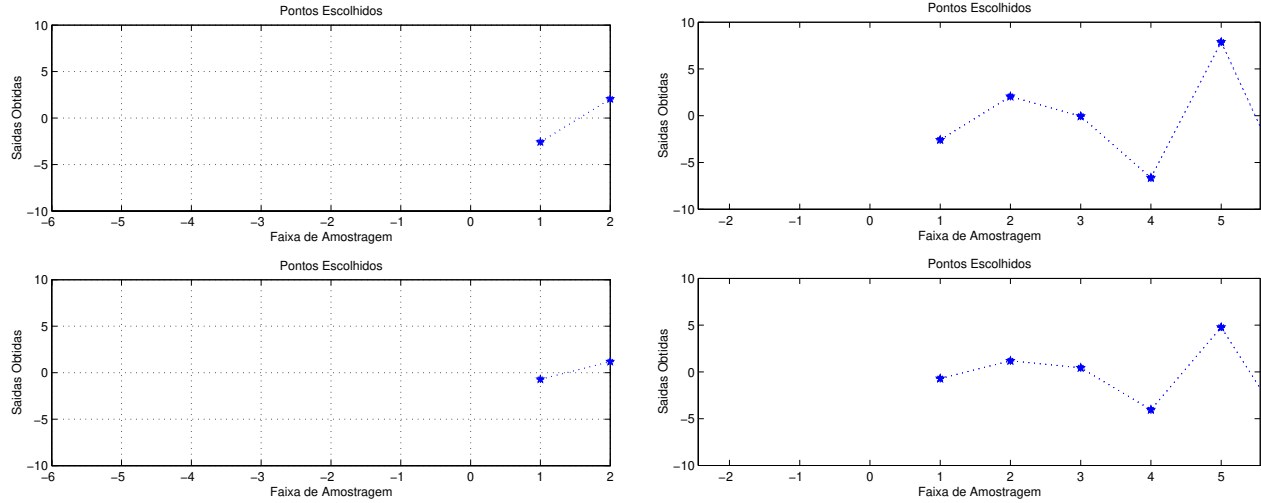 Pontos Escolhidos
10
5
0
−5
−10
Saídas Obtidas
−6 −5 −4 −3 −2 −1 0 1 2
Faixa de Amostragem
Pontos Escolhidos
10
5
0
−5
−10
Saídas Obtidas
−2 −1 0 1 2 3 4 5
Faixa de Amostragem
Pontos Escolhidos
10
5
0
−5
−10
Saídas Obtidas
−6 −5 −4 −3 −2 −1 0 1 2
Faixa de Amostragem
Pontos Escolhidos
10
5
0
−5
−10
Saídas Obtidas
−2 −1 0 1 2 3 4 5
Faixa de Amostragem